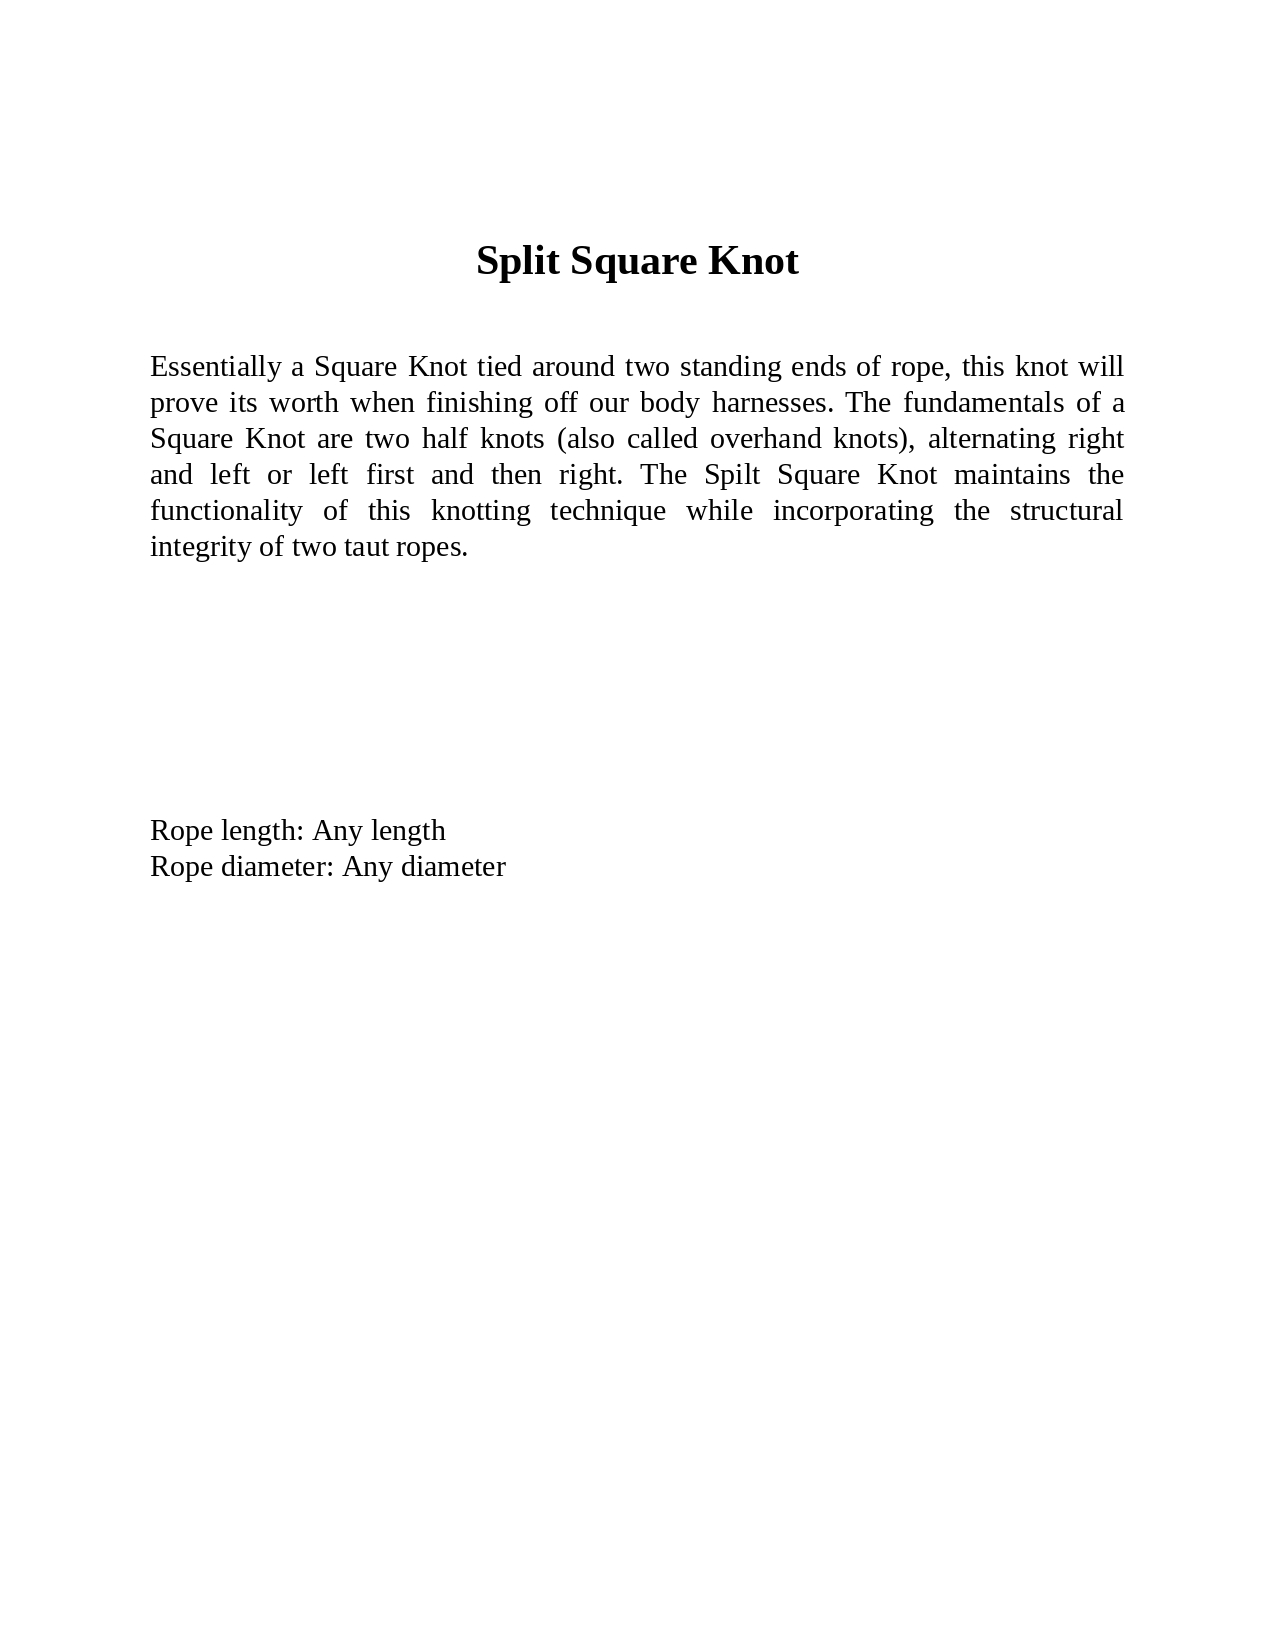 Split Square Knot
Essentially a Square Knot tied around two standing ends of rope, this knot will
prove its worth when finishing off our body harnesses. The fundamentals of a
Square Knot are two half knots (also called overhand knots), alternating right
and left or left first and then right. The Spilt Square Knot maintains the
functionality of this knotting technique while incorporating the structural
integrity of two taut ropes.
Rope length: Any length
Rope diameter: Any diameter